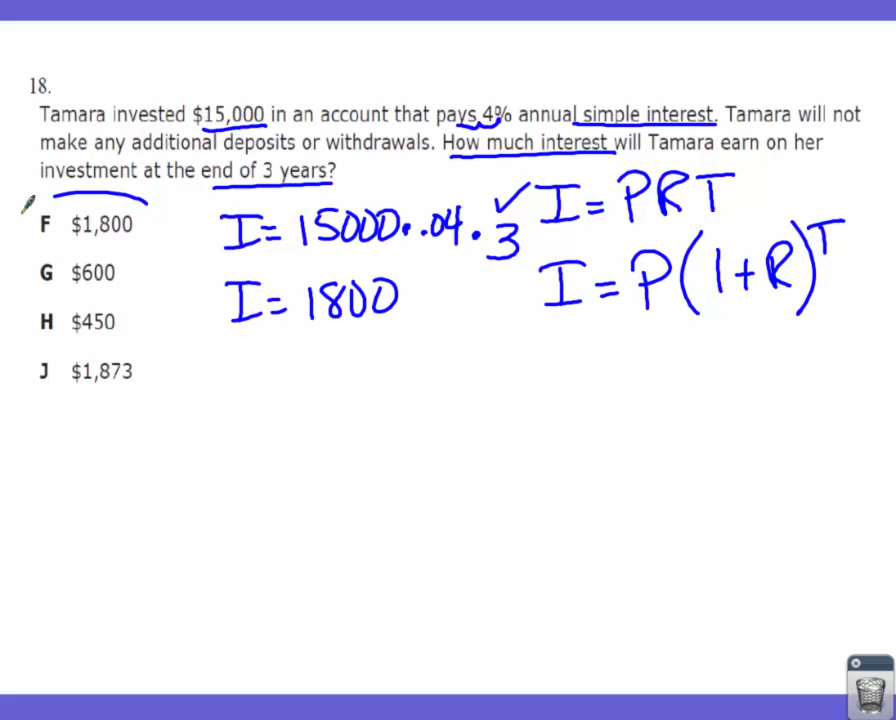 18.
Tamara invested $15,000 in an account that pays 4% annual simple interest. Tamara will not
make any additional deposits or withdrawals. How much interest will Tamara earn on her
investment at the end of 3 years?
F $1,800
G $600
H $450
J $1,873
I = 15000 · .04 · 3
I = 1800
✓ I = PRT
I = P(1+R)^T